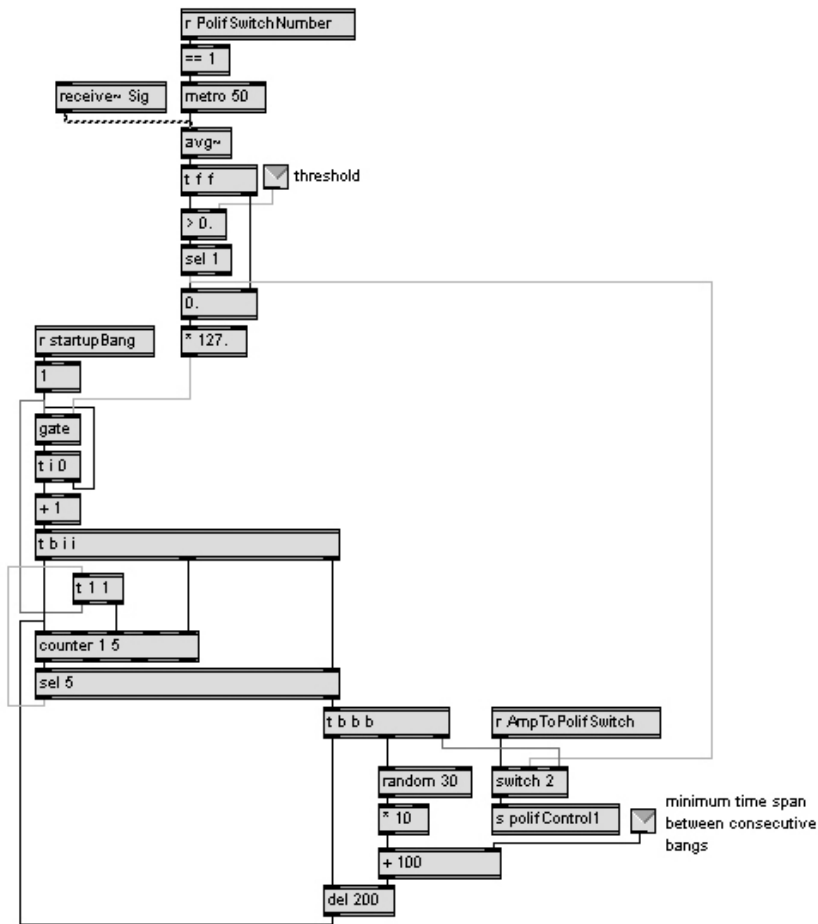 r PolifSwitchNumber
== 1
receive~ Sig
metro 50
avg~
t f f
threshold
> 0.
sel 1
0.
* 127.
r startupBang
1
gate
t i 0
+ 1
t b i i
t 1 1
counter 1 5
sel 5
t b b b
r AmpToPolifSwitch
random 30
switch 2
* 10
s polifControl1
minimum time span
between consecutive
bangs
+ 100
del 200